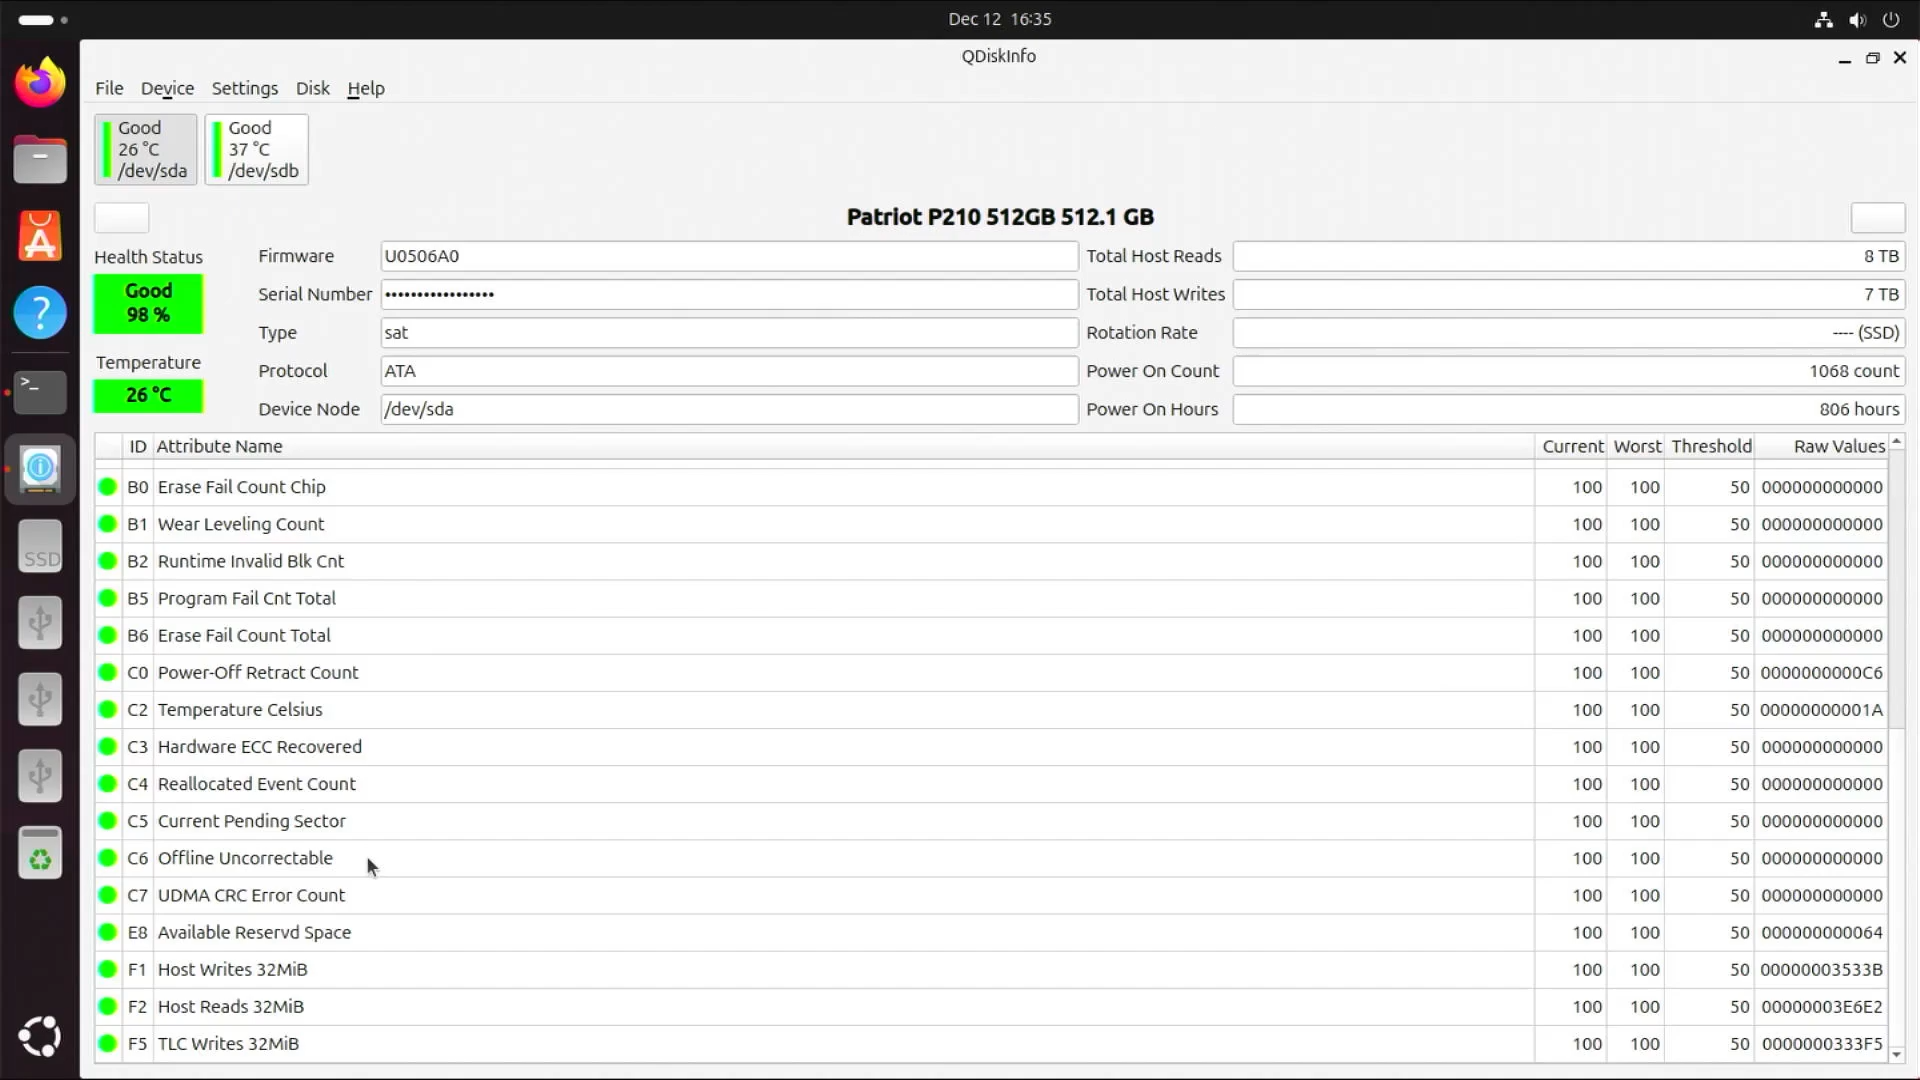 Dec 12 16:35
QDiskInfo
File Device Settings Disk Help
Good
26 °C
/dev/sda
Good
37 °C
/dev/sdb
Patriot P210 512GB 512.1 GB
Health Status
Good
98 %
Temperature
26 °C
Firmware U0506A0 Total Host Reads 8 TB
Serial Number ••••••••••••••••• Total Host Writes 7 TB
Type sat Rotation Rate ---- (SSD)
Protocol ATA Power On Count 1068 count
Device Node /dev/sda Power On Hours 806 hours
ID Attribute Name Current Worst Threshold Raw Values
B0 Erase Fail Count Chip 100 100 50 000000000000
B1 Wear Leveling Count 100 100 50 000000000000
B2 Runtime Invalid Blk Cnt 100 100 50 000000000000
B5 Program Fail Cnt Total 100 100 50 000000000000
B6 Erase Fail Count Total 100 100 50 000000000000
C0 Power-Off Retract Count 100 100 50 0000000000C6
C2 Temperature Celsius 100 100 50 00000000001A
C3 Hardware ECC Recovered 100 100 50 000000000000
C4 Reallocated Event Count 100 100 50 000000000000
C5 Current Pending Sector 100 100 50 000000000000
C6 Offline Uncorrectable 100 100 50 000000000000
C7 UDMA CRC Error Count 100 100 50 000000000000
E8 Available Reservd Space 100 100 50 000000000064
F1 Host Writes 32MiB 100 100 50 00000003533B
F2 Host Reads 32MiB 100 100 50 00000003E6E2
F5 TLC Writes 32MiB 100 100 50 0000000333F5
SSD